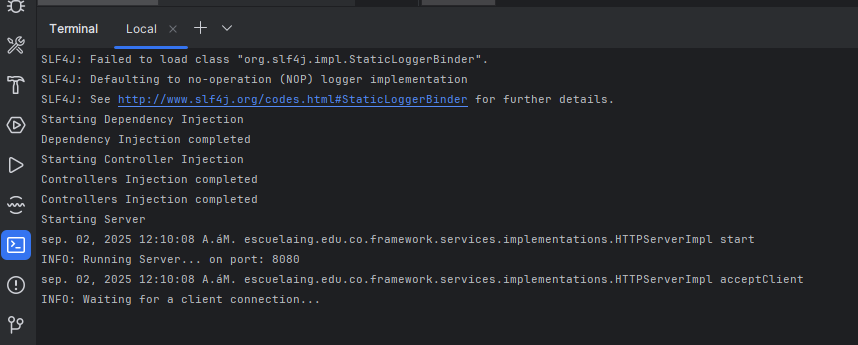 Terminal Local
SLF4J: Failed to load class "org.slf4j.impl.StaticLoggerBinder".
SLF4J: Defaulting to no-operation (NOP) logger implementation
SLF4J: See http://www.slf4j.org/codes.html#StaticLoggerBinder for further details.
Starting Dependency Injection
Dependency Injection completed
Starting Controller Injection
Controllers Injection completed
Controllers Injection completed
Starting Server
sep. 02, 2025 12:10:08 A.áM. escuelaing.edu.co.framework.services.implementations.HTTPServerImpl start
INFO: Running Server... on port: 8080
sep. 02, 2025 12:10:08 A.áM. escuelaing.edu.co.framework.services.implementations.HTTPServerImpl acceptClient
INFO: Waiting for a client connection...